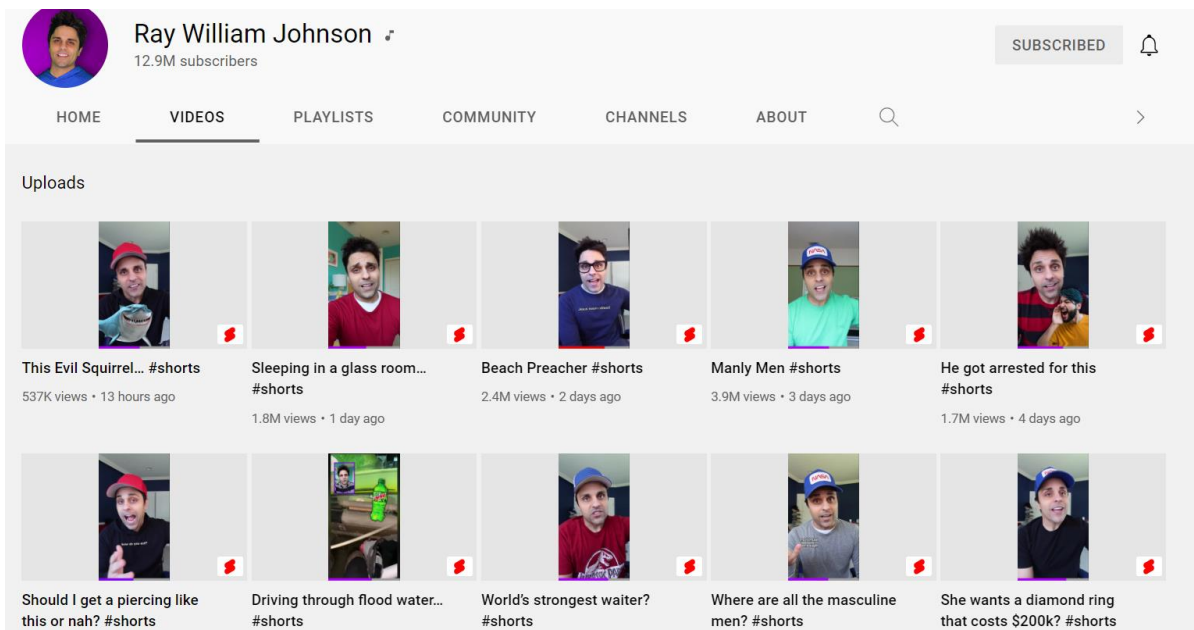 Ray William Johnson
12.9M subscribers
SUBSCRIBED
HOME VIDEOS PLAYLISTS COMMUNITY CHANNELS ABOUT
Uploads
This Evil Squirrel... #shorts
537K views • 13 hours ago
Sleeping in a glass room...
#shorts
1.8M views • 1 day ago
Beach Preacher #shorts
2.4M views • 2 days ago
Manly Men #shorts
3.9M views • 3 days ago
He got arrested for this
#shorts
1.7M views • 4 days ago
Should I get a piercing like
this or nah? #shorts
Driving through flood water...
#shorts
World's strongest waiter?
#shorts
Where are all the masculine
men? #shorts
She wants a diamond ring
that costs $200k? #shorts